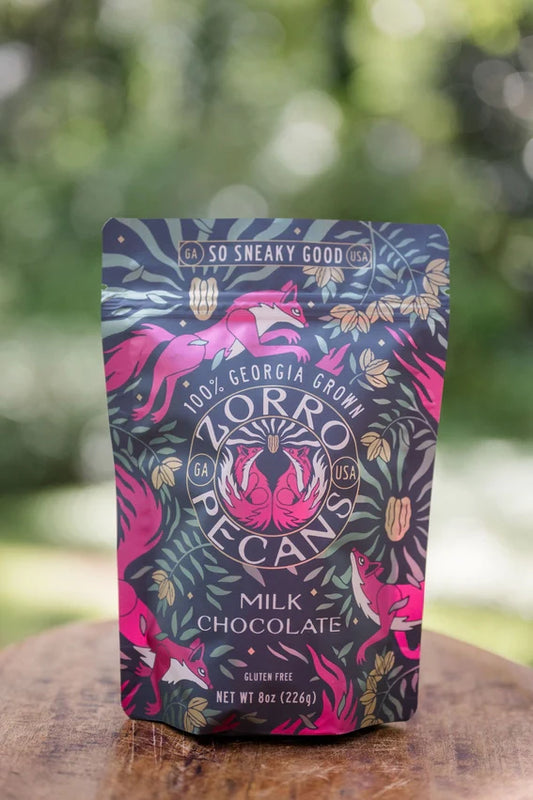 GA SO SNEAKY GOOD USA
100% GEORGIA GROWN
ZORRO
GA USA
PECANS
MILK
CHOCOLATE
GLUTEN FREE
NET WT 8oz (226g)